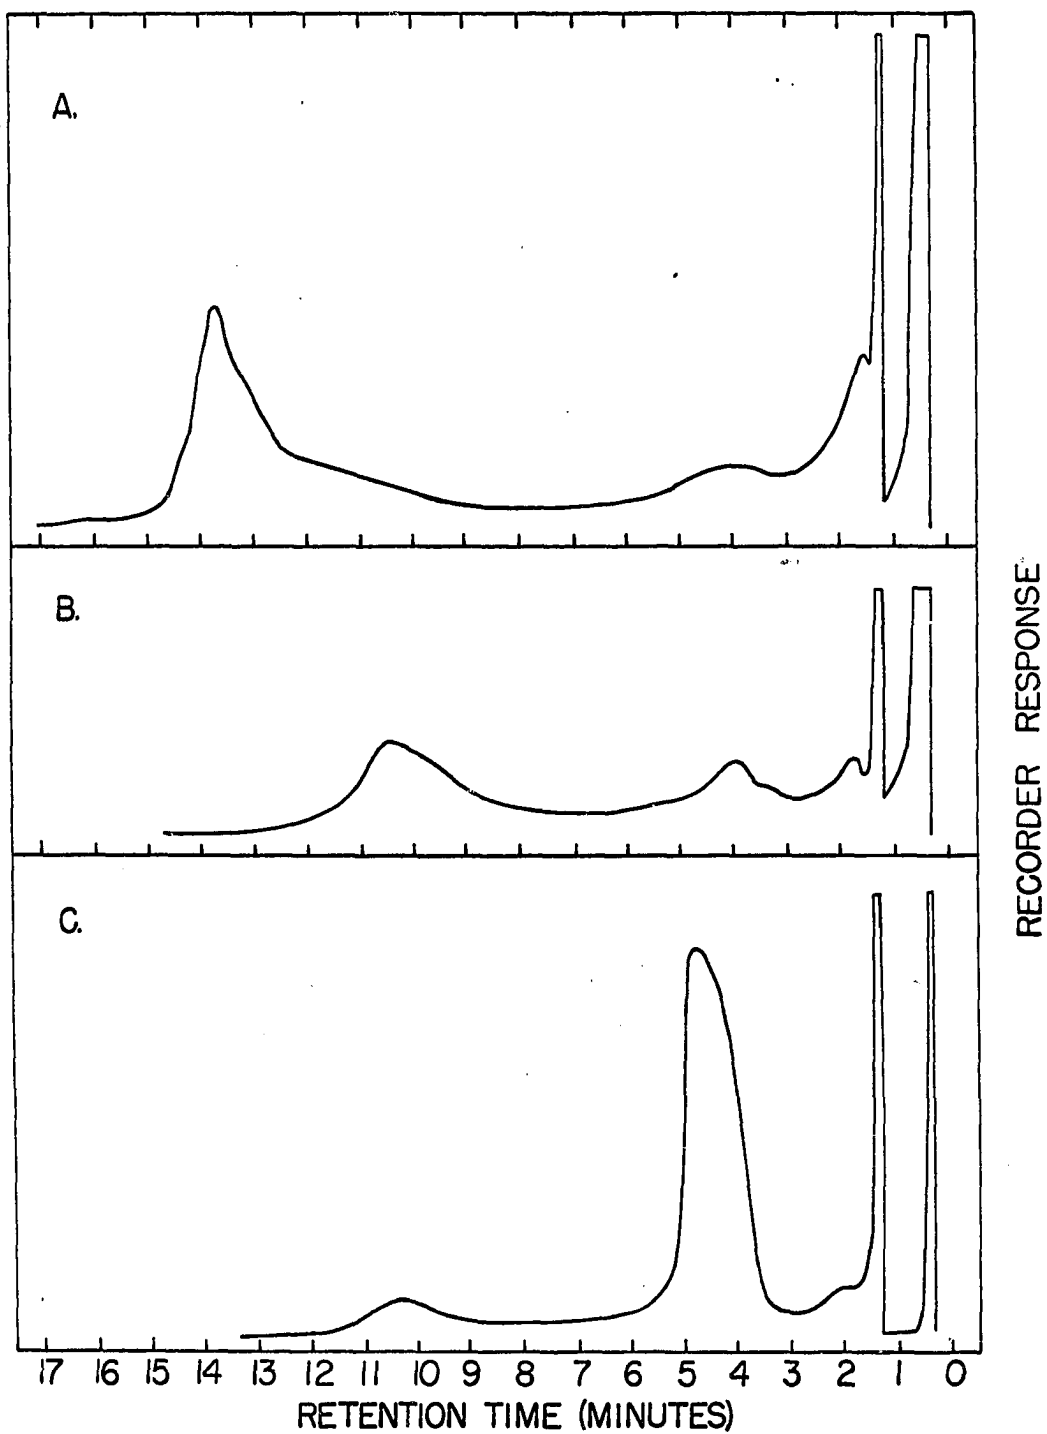 A.
B.
C.
17 16 15 14 13 12 11 10 9 8 7 6 5 4 3 2 1 0
RETENTION TIME (MINUTES)
RECORDER RESPONSE